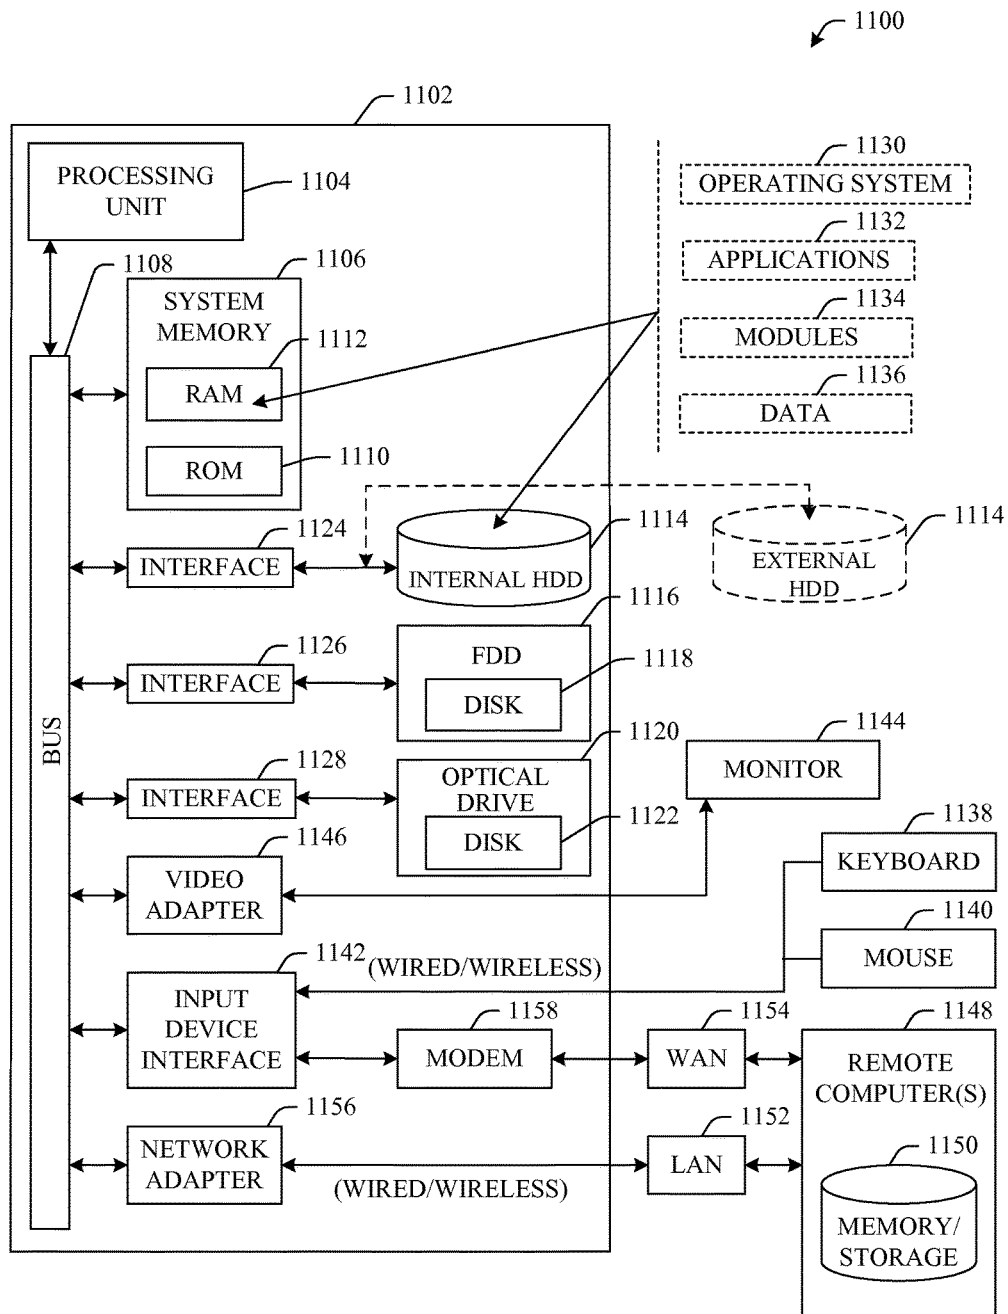 1100
1102
PROCESSING
UNIT
1104
1130
OPERATING SYSTEM
1132
APPLICATIONS
1134
MODULES
1136
DATA
1108
1106
SYSTEM
MEMORY
1112
RAM
1110
ROM
BUS
1124
INTERFACE
1114
INTERNAL HDD
1114
EXTERNAL
HDD
1126
INTERFACE
1116
FDD
1118
DISK
1128
INTERFACE
1120
OPTICAL
DRIVE
1122
DISK
1144
MONITOR
1146
VIDEO
ADAPTER
1138
KEYBOARD
1140
MOUSE
1142
(WIRED/WIRELESS)
INPUT
DEVICE
INTERFACE
1158
MODEM
1154
WAN
1148
REMOTE
COMPUTER(S)
1156
NETWORK
ADAPTER
(WIRED/WIRELESS)
1152
LAN
1150
MEMORY/
STORAGE